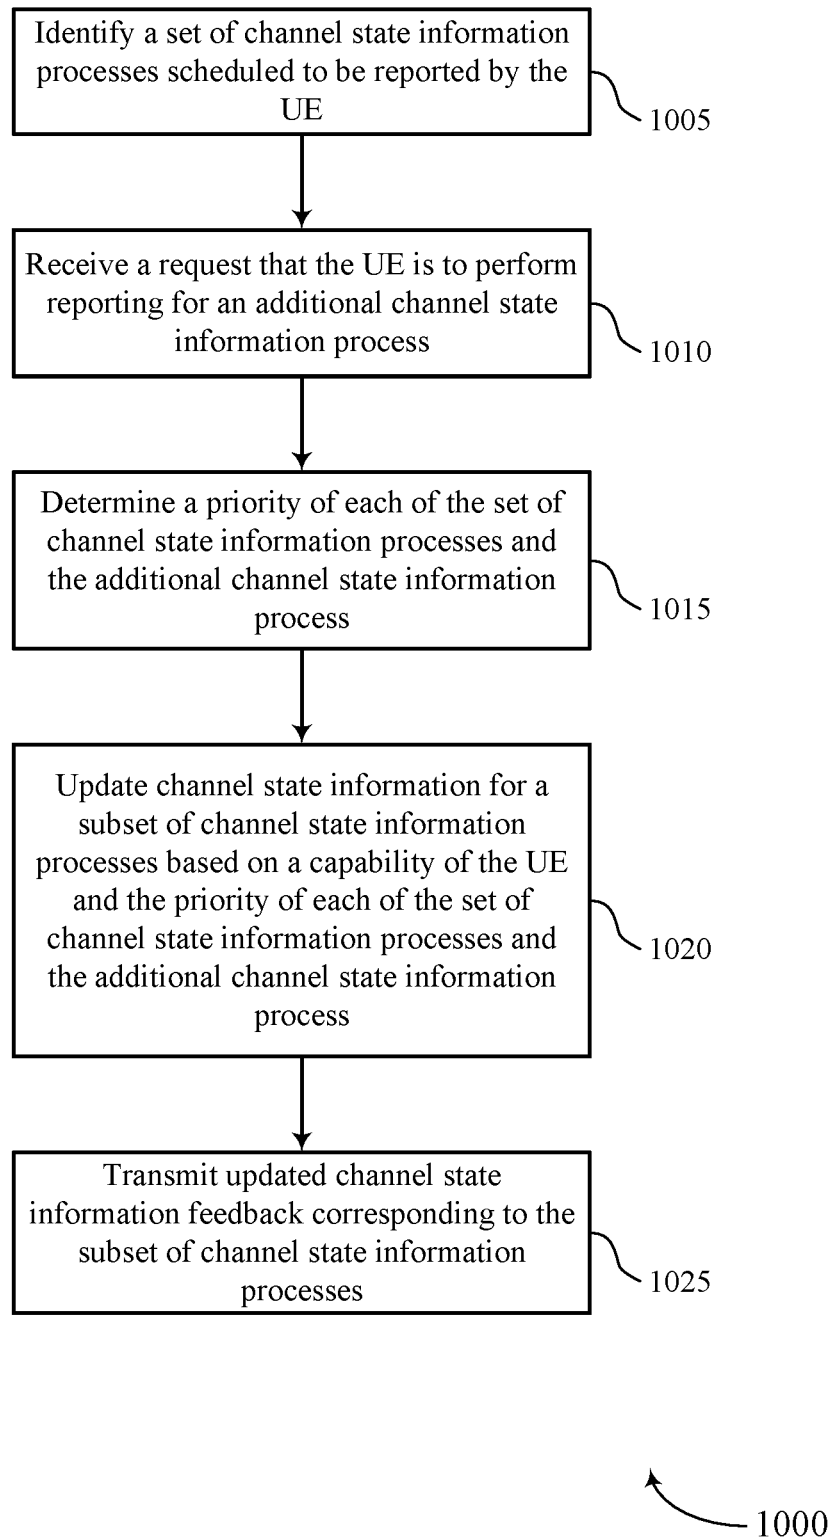 Identify a set of channel state information
processes scheduled to be reported by the
UE
1005
Receive a request that the UE is to perform
reporting for an additional channel state
information process
1010
Determine a priority of each of the set of
channel state information processes and
the additional channel state information
process
1015
Update channel state information for a
subset of channel state information
processes based on a capability of the UE
and the priority of each of the set of
channel state information processes and
the additional channel state information
process
1020
Transmit updated channel state
information feedback corresponding to the
subset of channel state information
processes
1025
1000